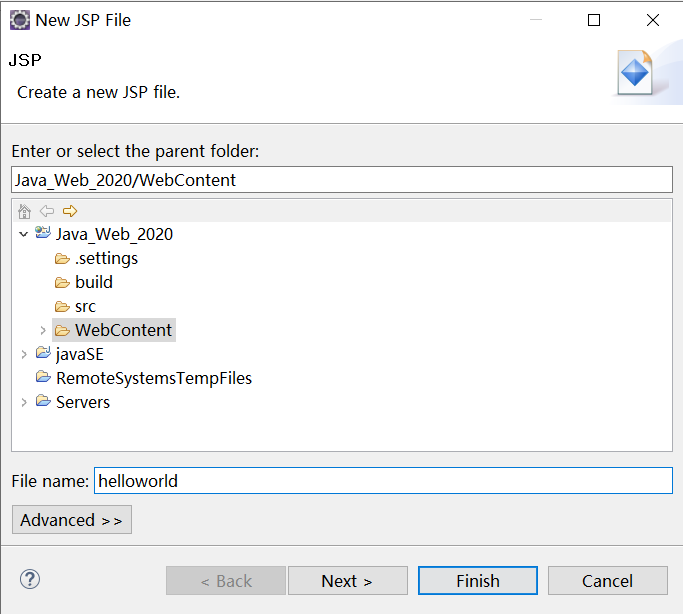 New JSP File
JSP
Create a new JSP file.
Enter or select the parent folder:
Java_Web_2020/WebContent
Java_Web_2020
.settings
build
src
WebContent
javaSE
RemoteSystemsTempFiles
Servers
File name: helloworld
Advanced >>
? < Back Next > Finish Cancel